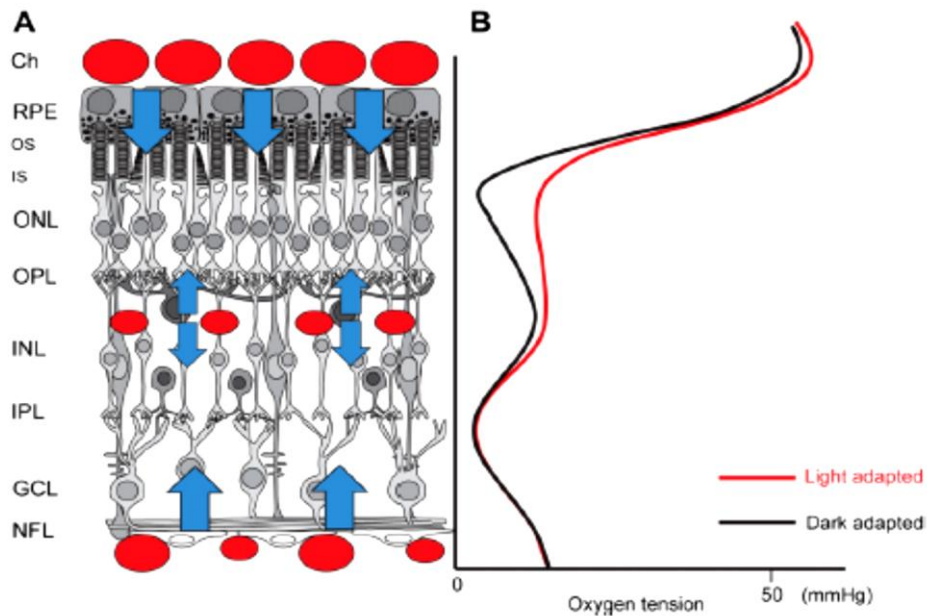 A
B
Ch
RPE
OS
IS
ONL
OPL
INL
IPL
GCL
NFL
Light adapted
Dark adapted
0
50
(mmHg)
Oxygen tension